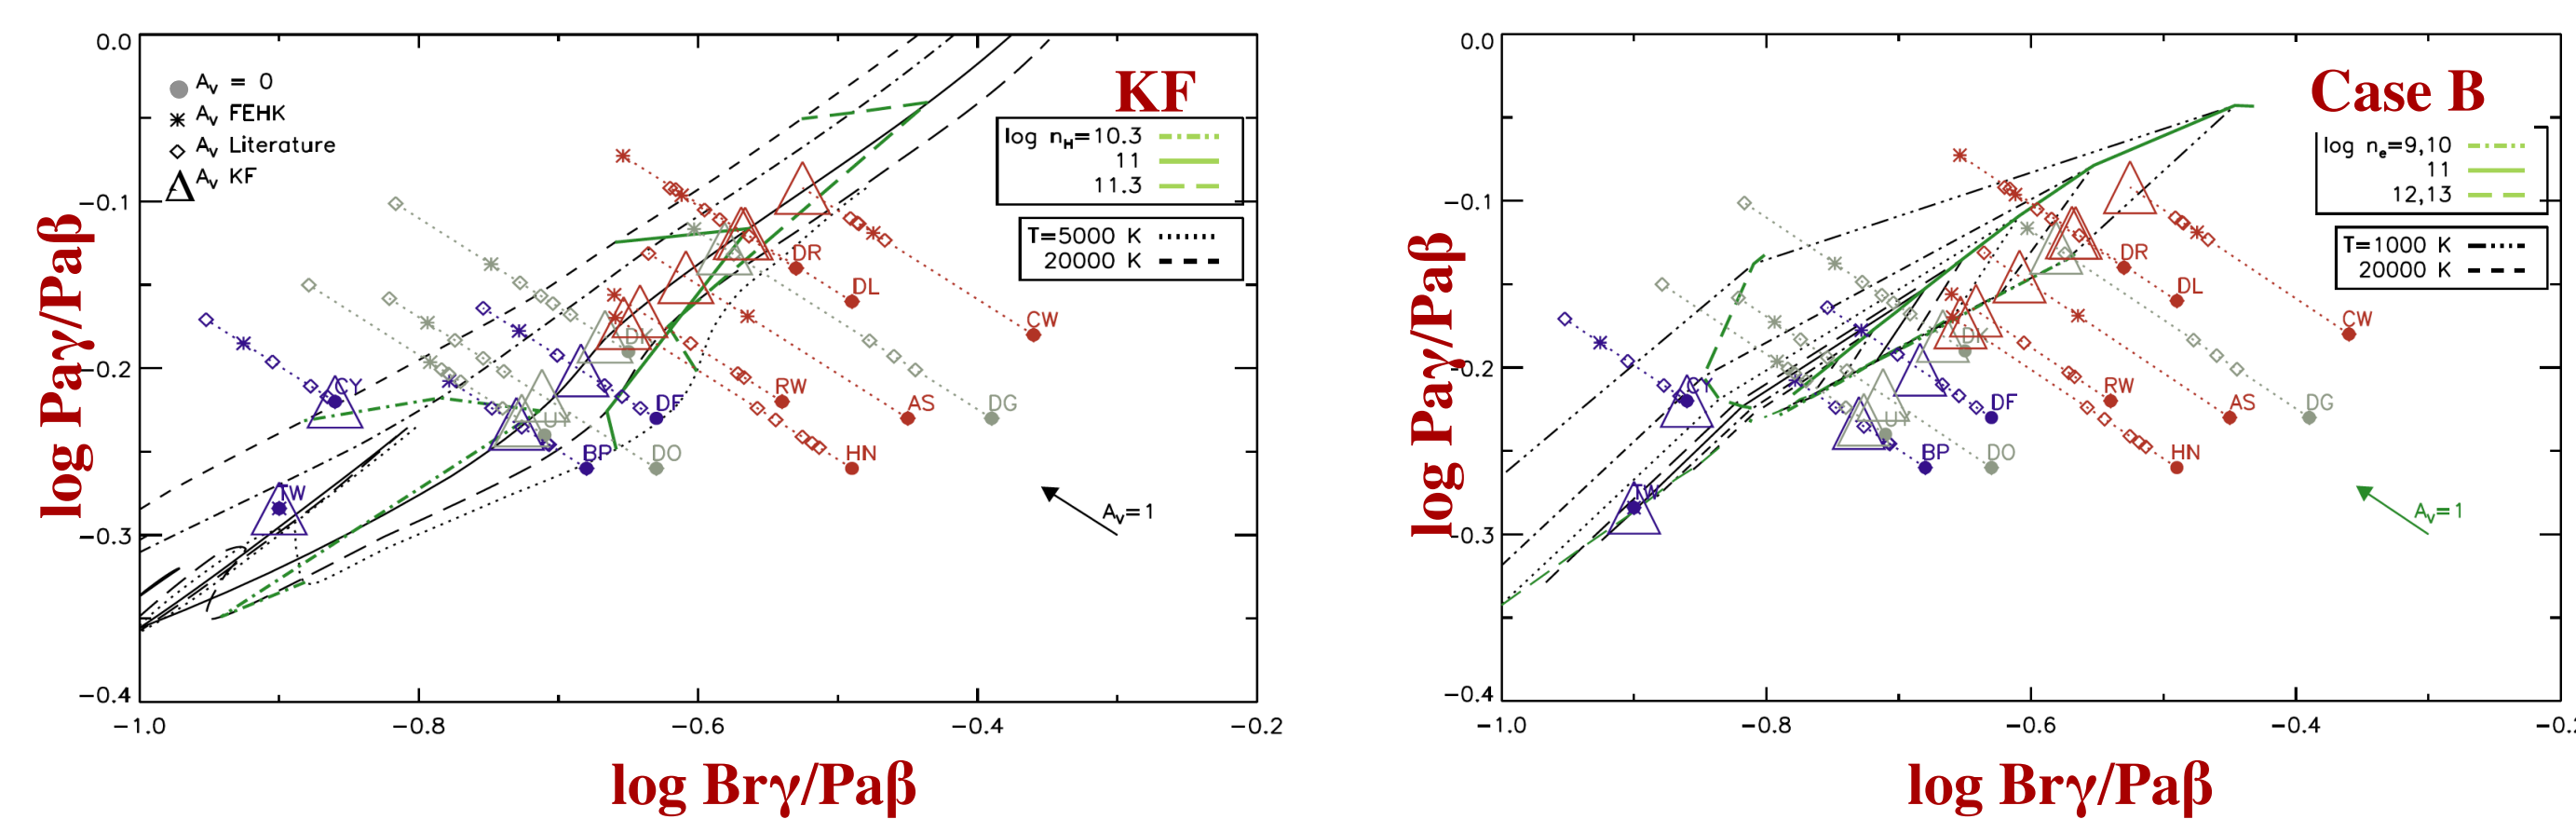 0.0
−0.1
−0.2
−0.3
−0.4
−1.0 −0.8 −0.6 −0.4 −0.2
log Paγ/Paβ
log Brγ/Paβ
KF
A_V = 0
A_V FEHK
A_V Literature
A_V KF
log n_H=10.3
11
11.3
T=5000 K
20000 K
DR
DL
CW
RW
AS
DG
DF
CY
UY
BP
DO
HN
TW
DK
A_V=1
0.0
−0.1
−0.2
−0.3
−0.4
−1.0 −0.8 −0.6 −0.4
log Paγ/Paβ
log Brγ/Paβ
Case B
log n_e=9,10
11
12,13
T=1000 K
20000 K
DR
DL
CW
DK
RW
AS
DG
DF
CY
UY
BP
DO
HN
TW
A_V=1